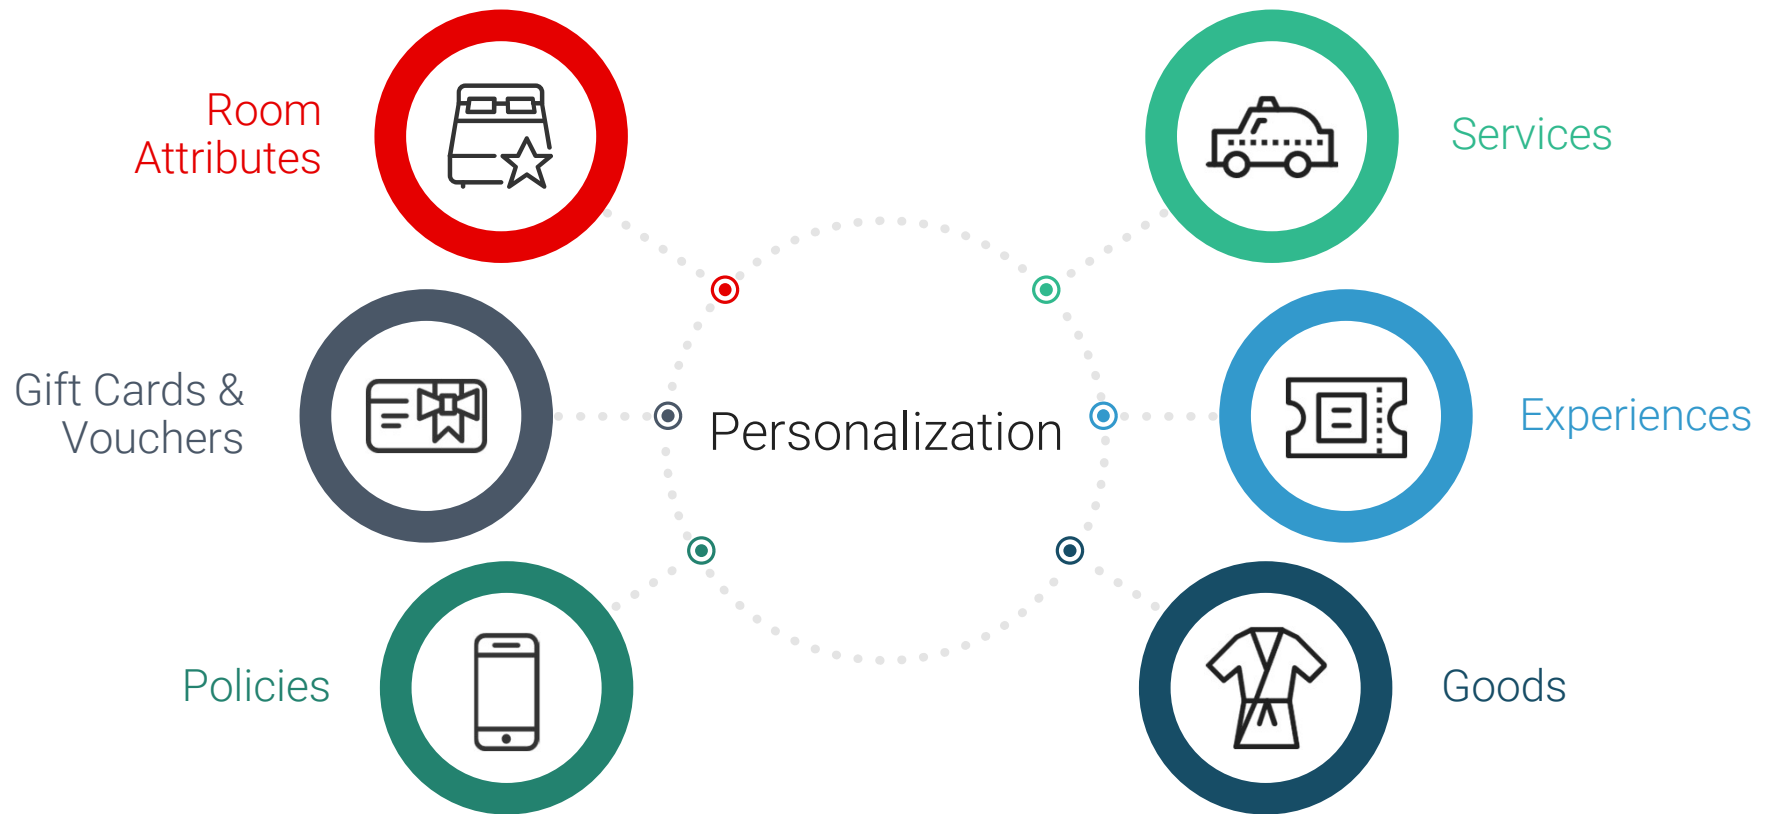 Room
Attributes
Services
Gift Cards &
Vouchers
Personalization
Experiences
Policies
Goods